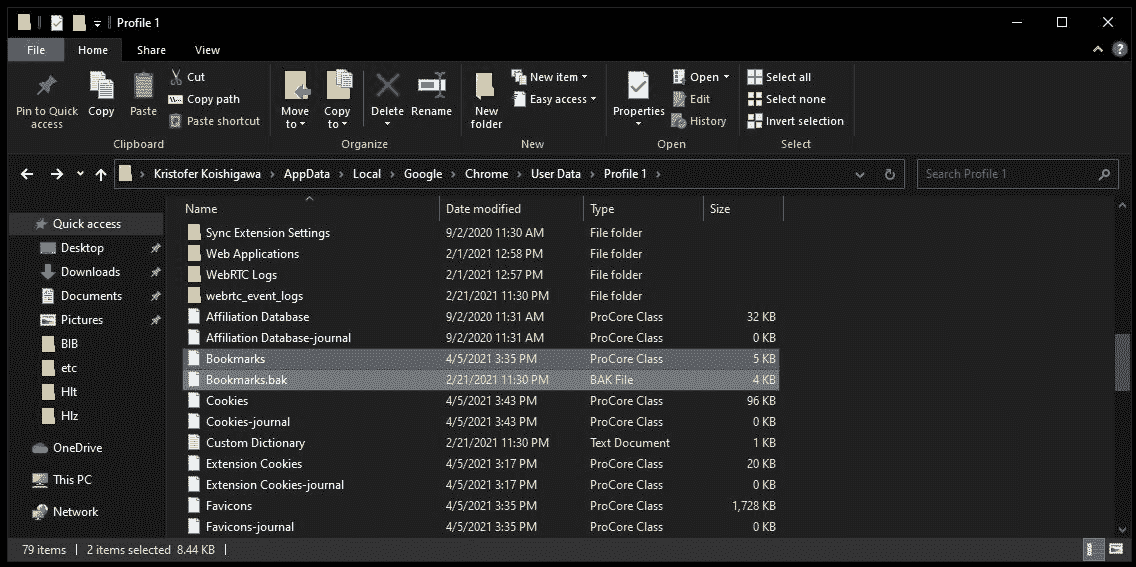 Profile 1
File Home Share View
Pin to Quick access
Copy
Paste
Cut
Copy path
Paste shortcut
Clipboard
Move to
Copy to
Delete
Rename
Organize
New folder
New item
Easy access
New
Properties
Open
Edit
History
Open
Select all
Select none
Invert selection
Select
Kristofer Koishigawa › AppData › Local › Google › Chrome › User Data › Profile 1 ›
Search Profile 1
Quick access
Desktop
Downloads
Documents
Pictures
BIB
etc
Hlt
Hlz
OneDrive
This PC
Network
Name Date modified Type Size
Sync Extension Settings 9/2/2020 11:30 AM File folder
Web Applications 2/1/2021 12:58 PM File folder
WebRTC Logs 2/1/2021 12:57 PM File folder
webrtc_event_logs 2/21/2021 11:30 PM File folder
Affiliation Database 9/2/2020 11:31 AM ProCore Class 32 KB
Affiliation Database-journal 9/2/2020 11:31 AM ProCore Class 0 KB
Bookmarks 4/5/2021 3:35 PM ProCore Class 5 KB
Bookmarks.bak 2/21/2021 11:30 PM BAK File 4 KB
Cookies 4/5/2021 3:43 PM ProCore Class 96 KB
Cookies-journal 4/5/2021 3:43 PM ProCore Class 0 KB
Custom Dictionary 2/21/2021 11:30 PM Text Document 1 KB
Extension Cookies 4/5/2021 3:17 PM ProCore Class 20 KB
Extension Cookies-journal 4/5/2021 3:17 PM ProCore Class 0 KB
Favicons 4/5/2021 3:35 PM ProCore Class 1,728 KB
Favicons-journal 4/5/2021 3:35 PM ProCore Class 0 KB
79 items 2 items selected 8.44 KB